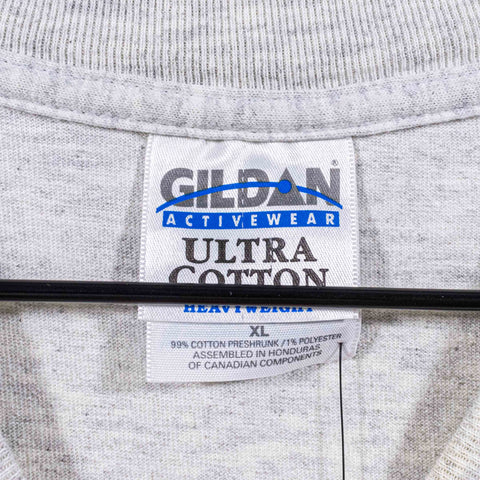 GILDAN®
ACTIVEWEAR
ULTRA
COTTON
HEAVYWEIGHT
XL
99% COTTON PRESHRUNK /1% POLYESTER
ASSEMBLED IN HONDURAS
OF CANADIAN COMPONENTS